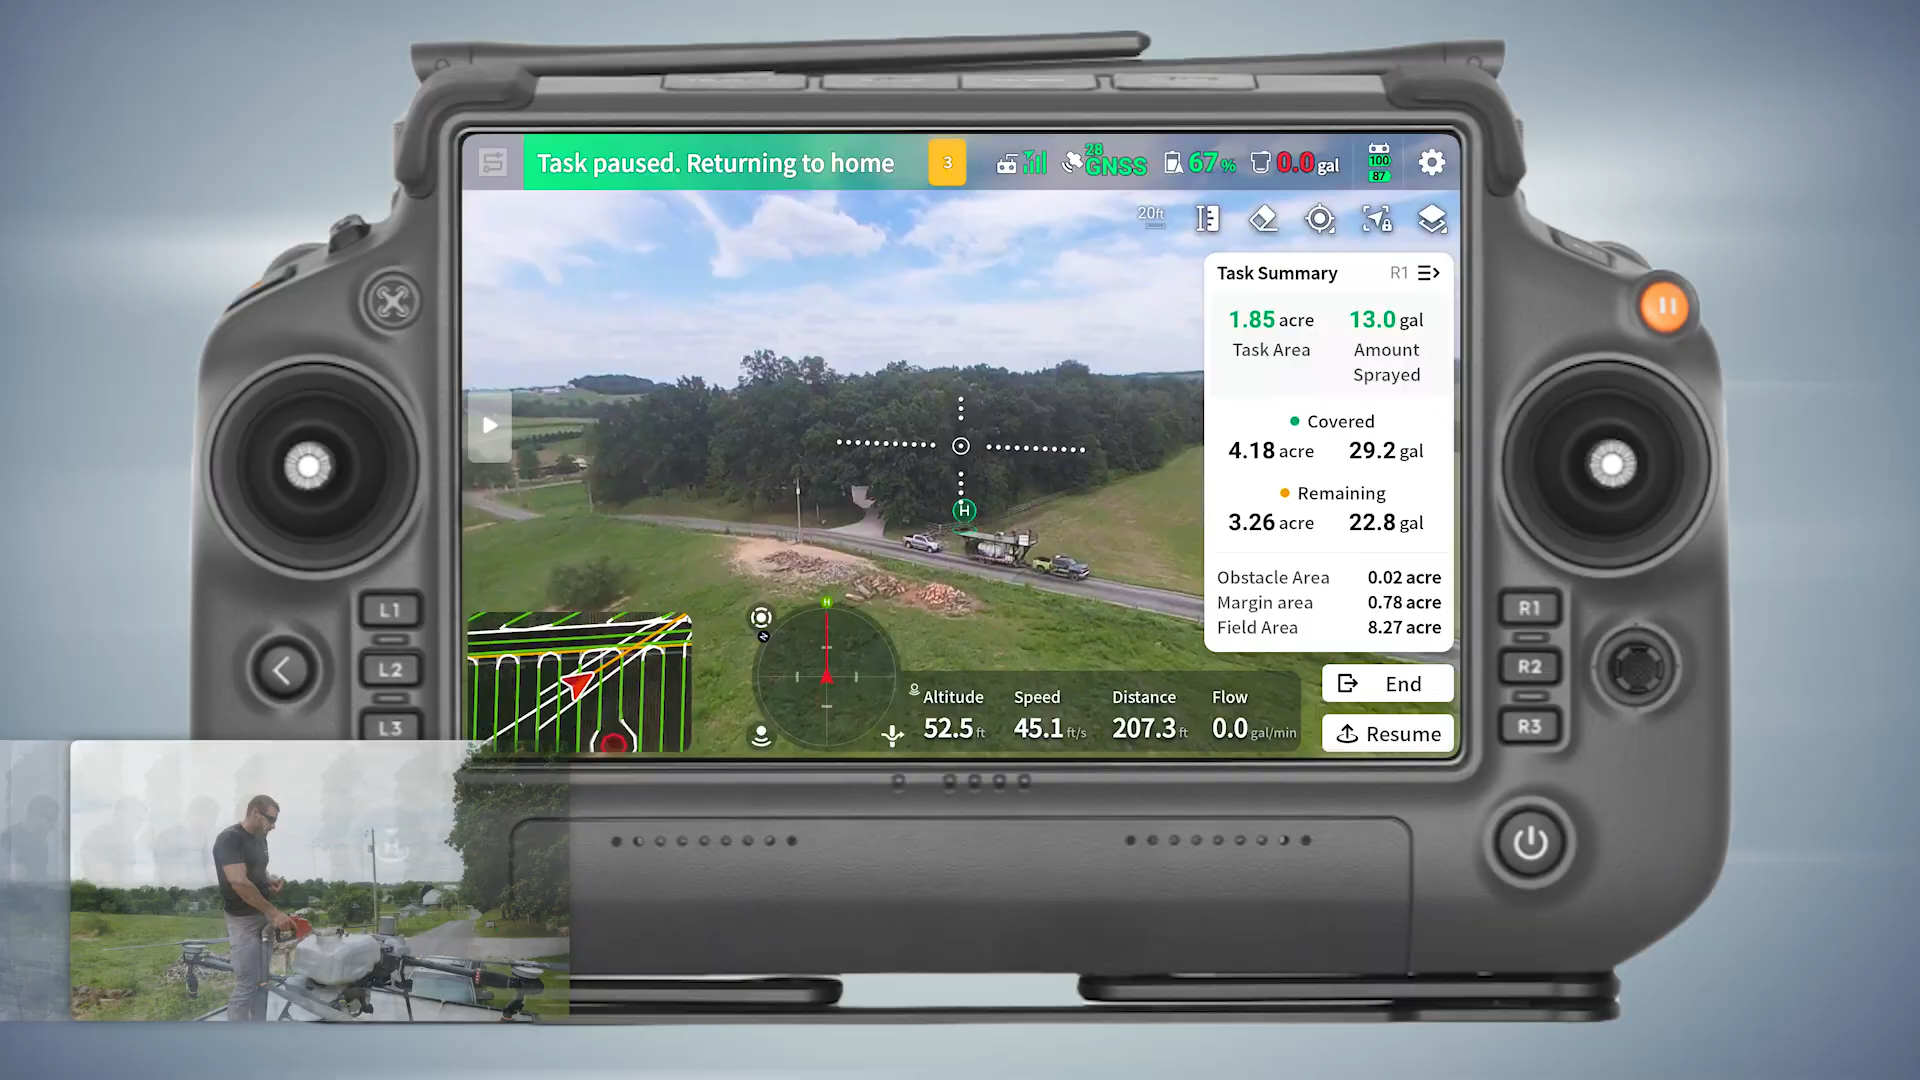 Task paused. Returning to home
3
28
GNSS
67 %
0.0 gal
100
87
20ft
Task Summary R1
1.85 acre 13.0 gal
Task Area Amount
Sprayed
Covered
4.18 acre 29.2 gal
Remaining
3.26 acre 22.8 gal
Obstacle Area 0.02 acre
Margin area 0.78 acre
Field Area 8.27 acre
H
H
N
Altitude Speed Distance Flow
52.5 ft 45.1 ft/s 207.3 ft 0.0 gal/min
End
Resume
L1
L2
L3
R1
R2
R3